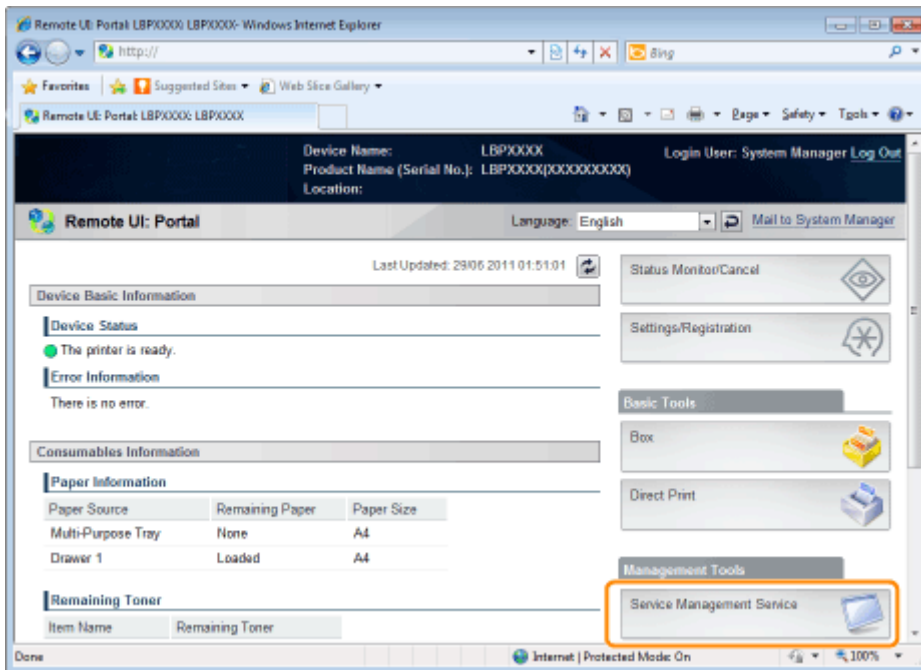 Remote UI: Portal: LBPXXXX: LBPXXXX- Windows Internet Explorer
http://
Bing
Favorites Suggested Sites Web Slice Gallery
Remote UI: Portal: LBPXXXX: LBPXXXX
Page Safety Tools
Device Name: LBPXXXX
Login User: System Manager Log Out
Product Name (Serial No.): LBPXXXX(XXXXXXXXXX)
Location:
Remote UI: Portal
Language: English
Mail to System Manager
Last Updated: 29/06 2011 01:51:01
Device Basic Information
Device Status
The printer is ready.
Error Information
There is no error.
Consumables Information
Paper Information
Paper Source Remaining Paper Paper Size
Multi-Purpose Tray None A4
Drawer 1 Loaded A4
Remaining Toner
Item Name Remaining Toner
Status Monitor/Cancel
Settings/Registration
Basic Tools
Box
Direct Print
Management Tools
Service Management Service
Done
Internet | Protected Mode: On
100%